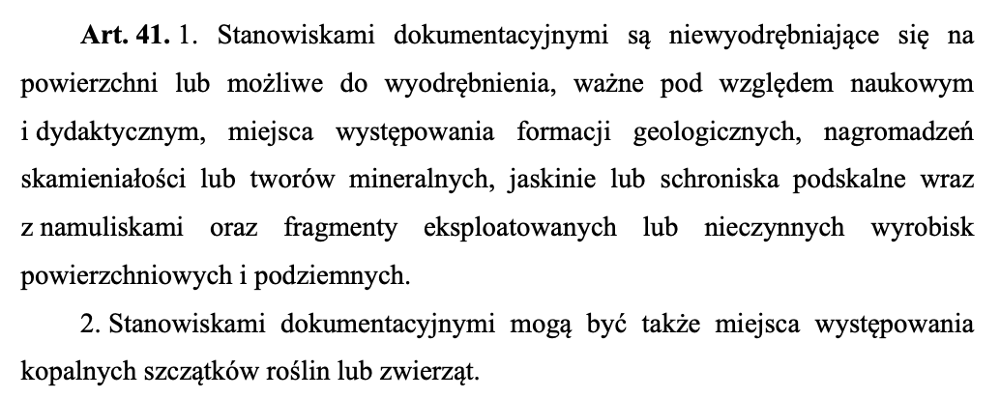 Art. 41. 1. Stanowiskami dokumentacyjnymi są niewyodrębniające się na
powierzchni lub możliwe do wyodrębnienia, ważne pod względem naukowym
i dydaktycznym, miejsca występowania formacji geologicznych, nagromadzeń
skamieniałości lub tworów mineralnych, jaskinie lub schroniska podskalne wraz
z namuliskami oraz fragmenty eksploatowanych lub nieczynnych wyrobisk
powierzchniowych i podziemnych.
2. Stanowiskami dokumentacyjnymi mogą być także miejsca występowania
kopalnych szczątków roślin lub zwierząt.